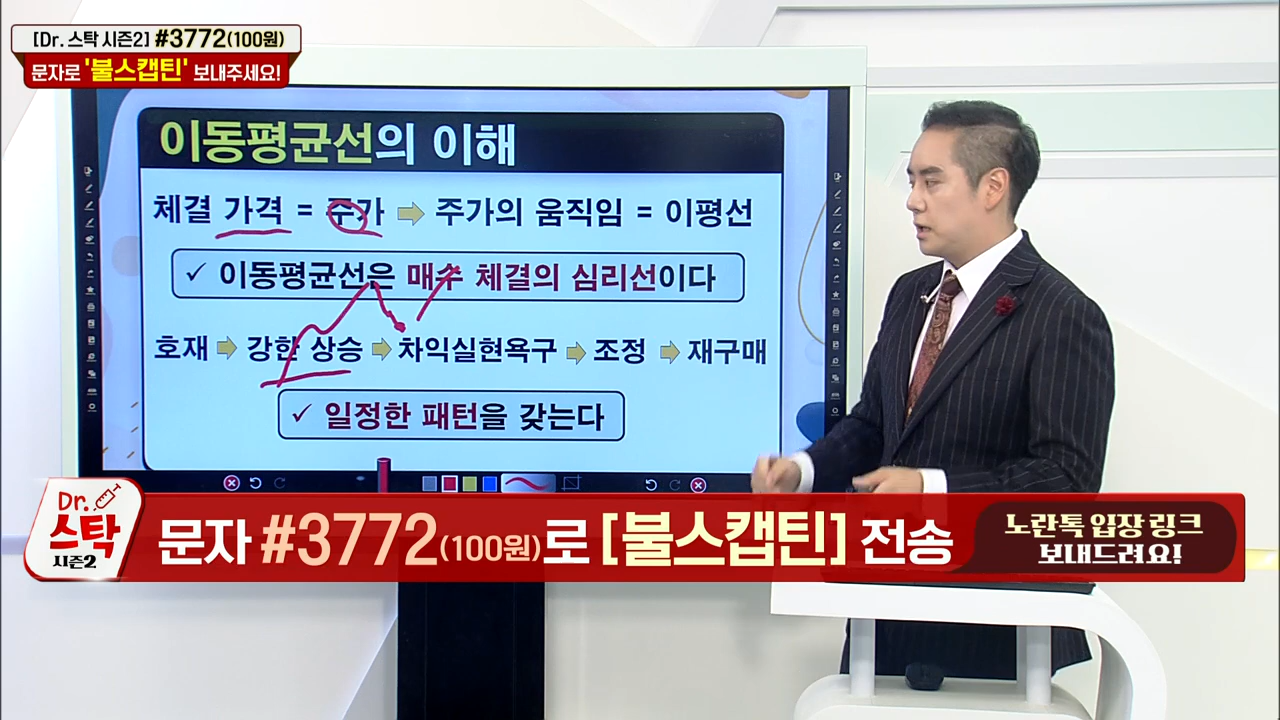 [Dr. 스탁 시즌2] #3772(100원)
문자로 '불스캡틴' 보내주세요!
이동평균선의 이해
체결 가격 = 주가 ➡ 주가의 움직임 = 이평선
✓ 이동평균선은 매수 체결의 심리선이다
호재 ➡ 강한 상승 ➡ 차익실현욕구 ➡ 조정 ➡ 재구매
✓ 일정한 패턴을 갖는다
Dr.
스탁
시즌2
문자 #3772(100원)로 [불스캡틴] 전송
노란톡 입장 링크
보내드려요!